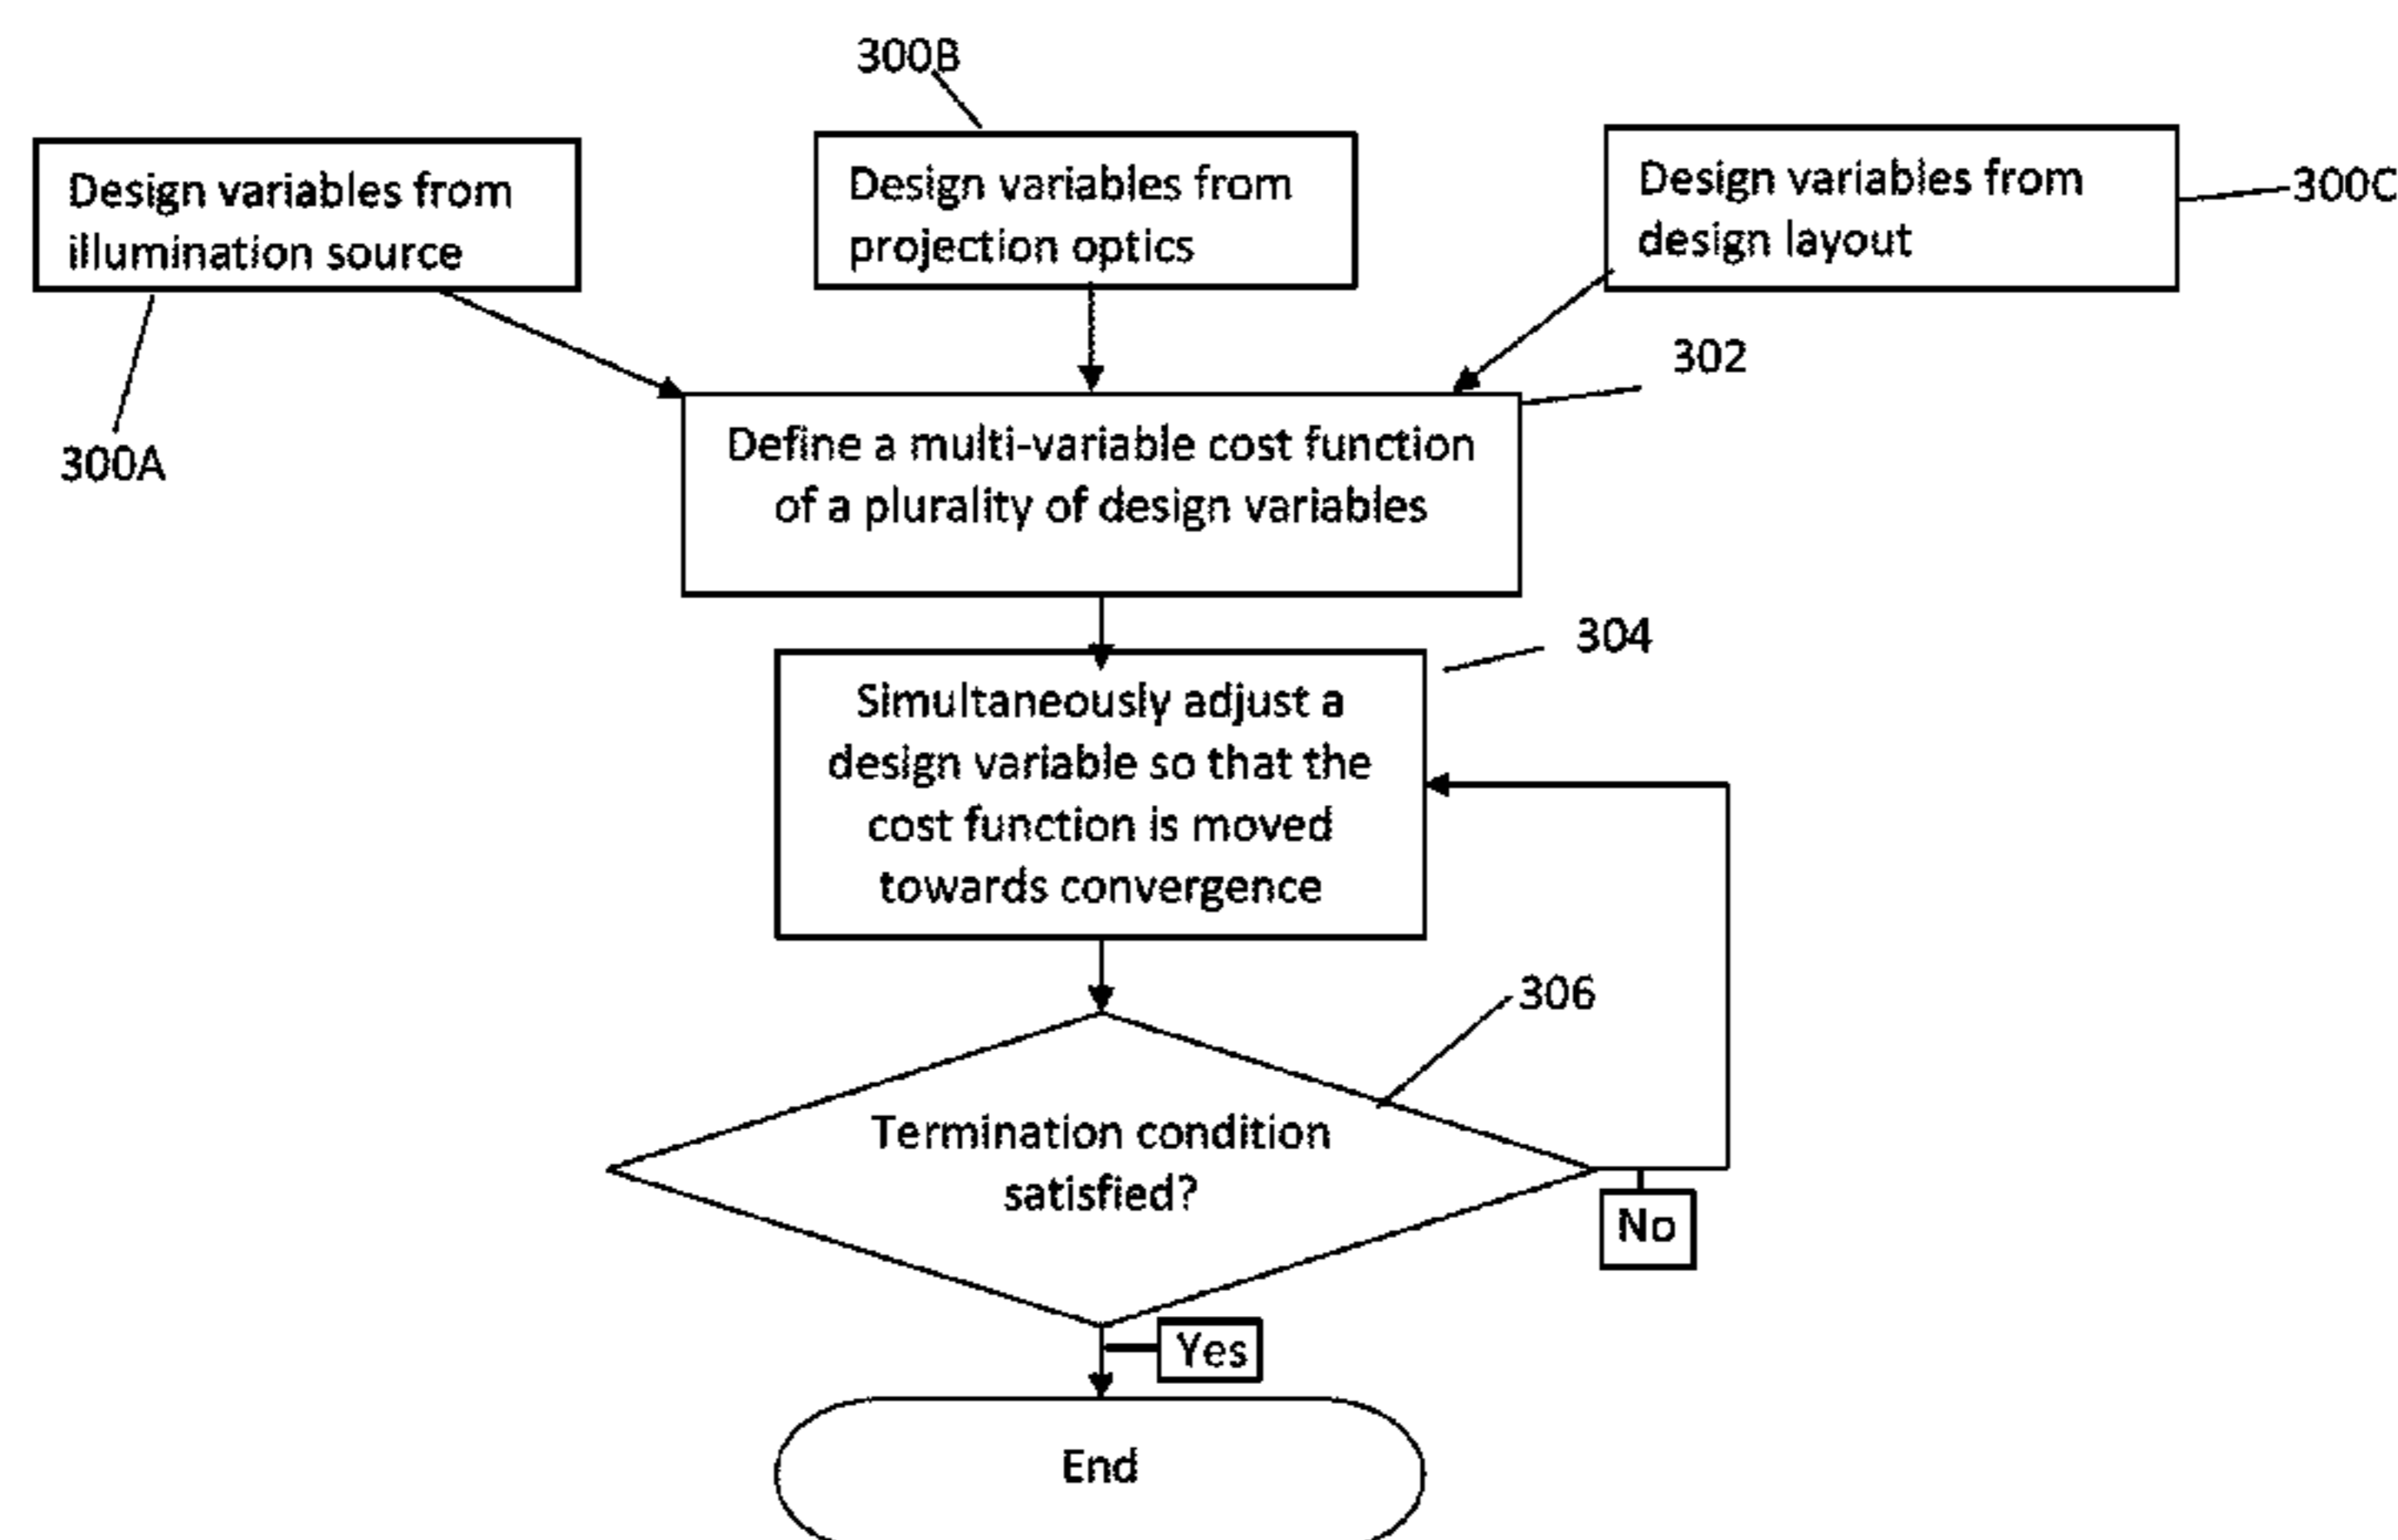 300B
Design variables from
illumination source
Design variables from
projection optics
Design variables from
design layout
300C
300A
302
Define a multi-variable cost function
of a plurality of design variables
304
Simultaneously adjust a
design variable so that the
cost function is moved
towards convergence
306
Termination condition
satisfied?
No
Yes
End